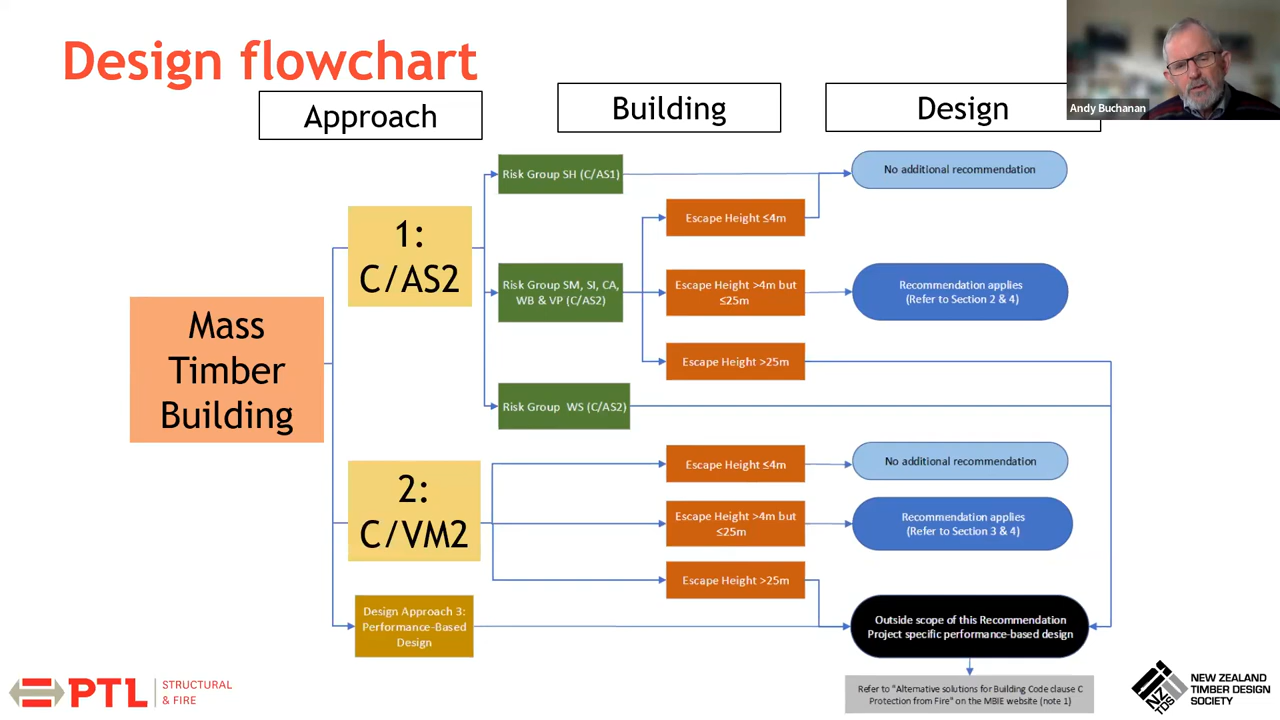 Design flowchart
Andy Buchanan
Approach
Building
Design
Risk Group SH (C/AS1)
No additional recommendation
Escape Height ≤4m
1:
C/AS2
Risk Group SM, SI, CA,
WB & VP (C/AS2)
Escape Height >4m but
≤25m
Recommendation applies
(Refer to Section 2 & 4)
Mass
Timber
Building
Escape Height >25m
Risk Group WS (C/AS2)
2:
C/VM2
Escape Height ≤4m
No additional recommendation
Escape Height >4m but
≤25m
Recommendation applies
(Refer to Section 3 & 4)
Escape Height >25m
Design Approach 3:
Performance-Based
Design
Outside scope of this Recommendation
Project specific performance-based design
Refer to "Alternative solutions for Building Code clause C
Protection from Fire" on the MBIE website (note 1)
PTL
STRUCTURAL
& FIRE
NZ
TDS
NEW ZEALAND
TIMBER DESIGN
SOCIETY